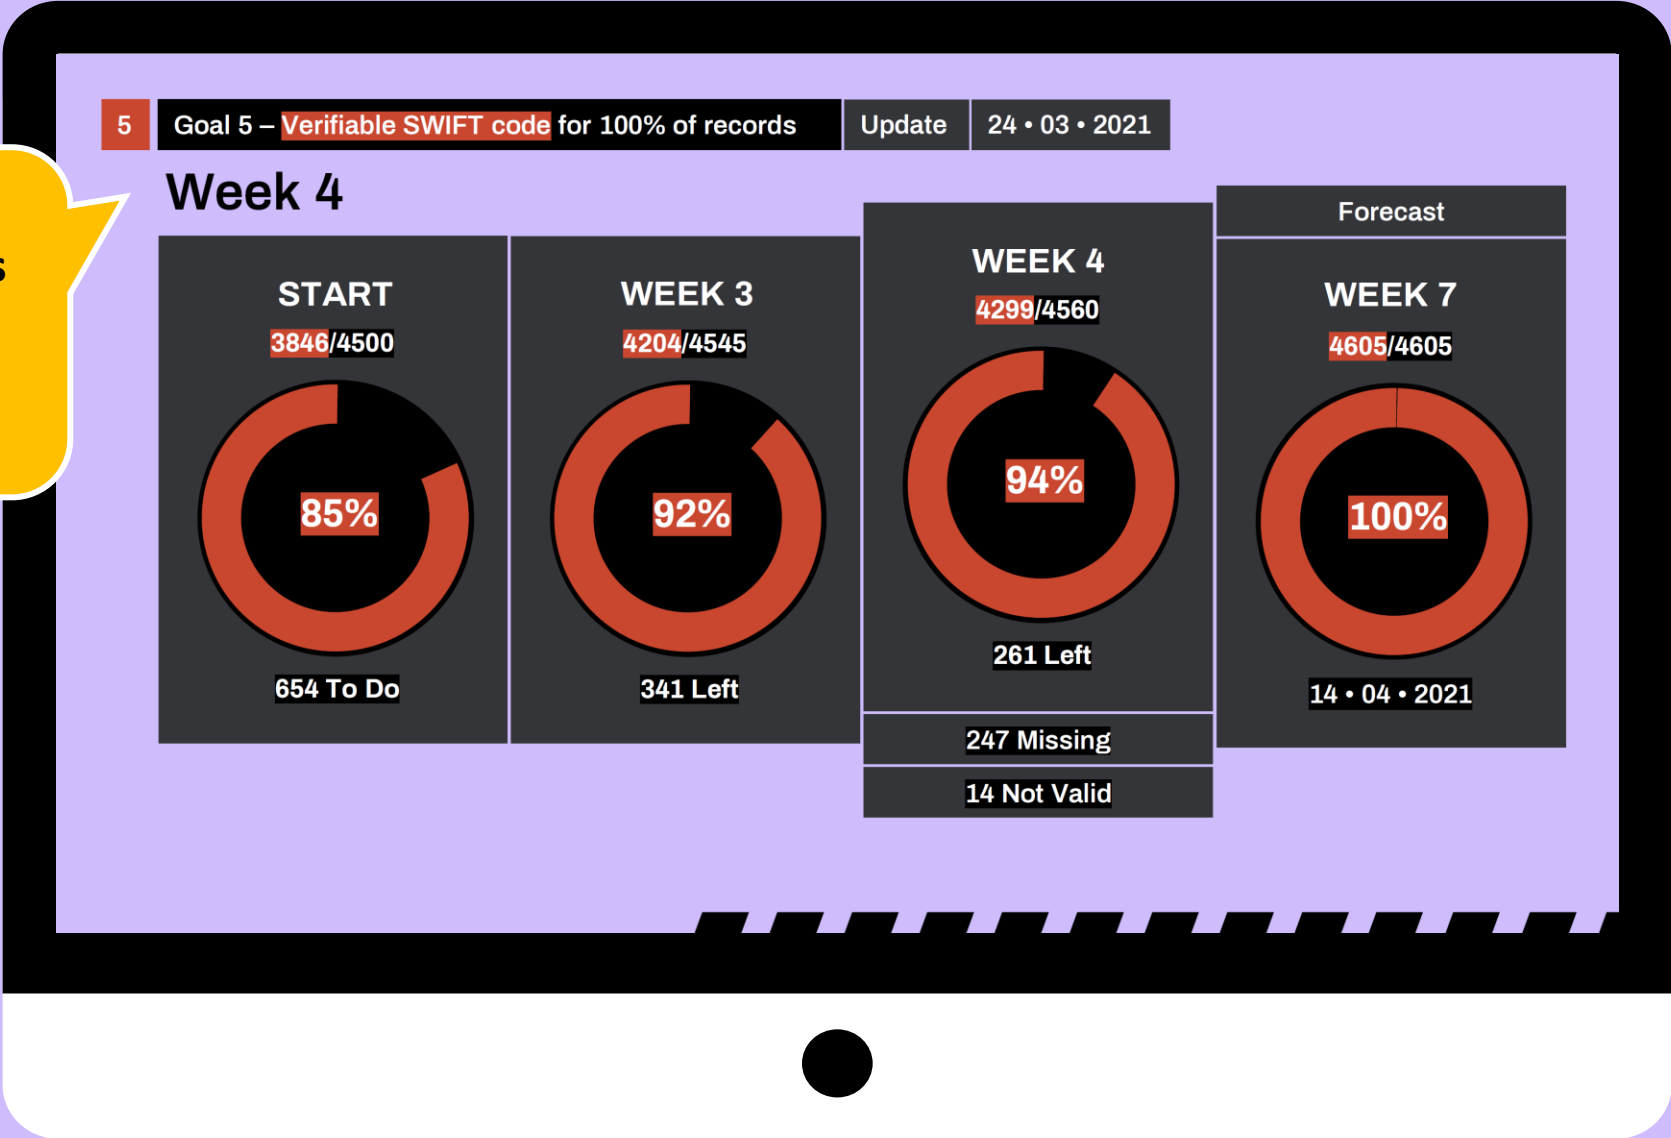 5
Goal 5 – Verifiable SWIFT code for 100% of records
Update
24 • 03 • 2021
Week 4
START
3846/4500
85%
654 To Do
WEEK 3
4204/4545
92%
341 Left
WEEK 4
4299/4560
94%
261 Left
247 Missing
14 Not Valid
Forecast
WEEK 7
4605/4605
100%
14 • 04 • 2021